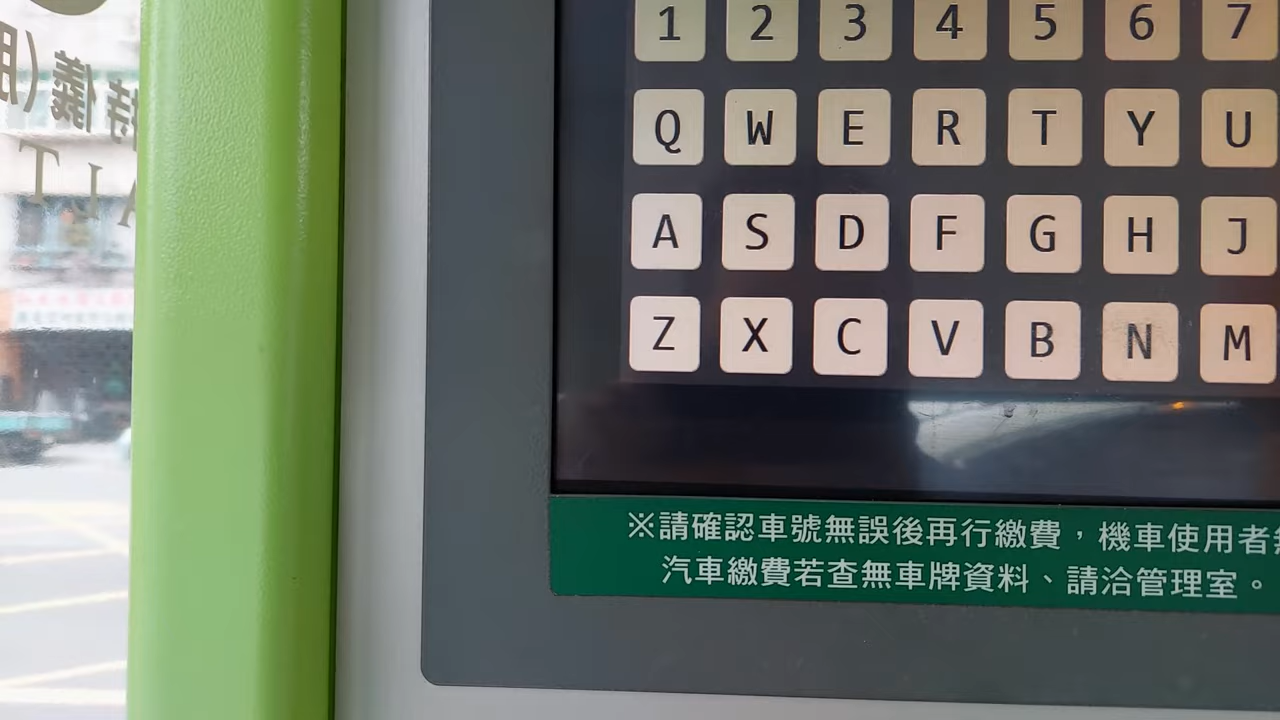 1 2 3 4 5 6 7
Q W E R T Y U
A S D F G H J
Z X C V B N M
※請確認車號無誤後再行繳費，機車使用者
汽車繳費若查無車牌資料、請洽管理室。